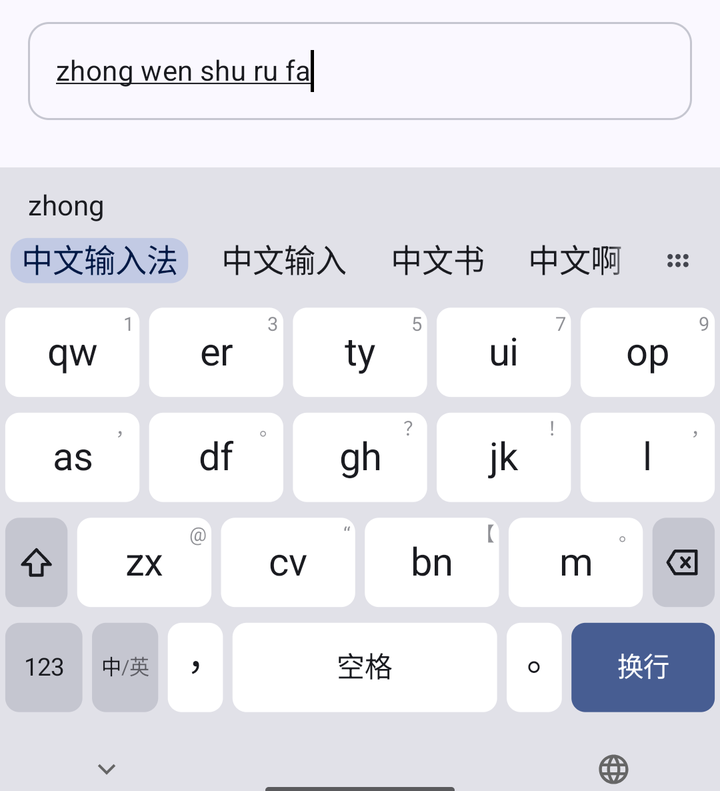 zhong wen shu ru fa
zhong
中文输入法 中文输入 中文书 中文啊
qw 1 er 3 ty 5 ui 7 op 9
as ， df 。 gh ? jk ! l ，
zx @ cv “ bn 【 m 。
123 中/英 ， 空格 。 换行